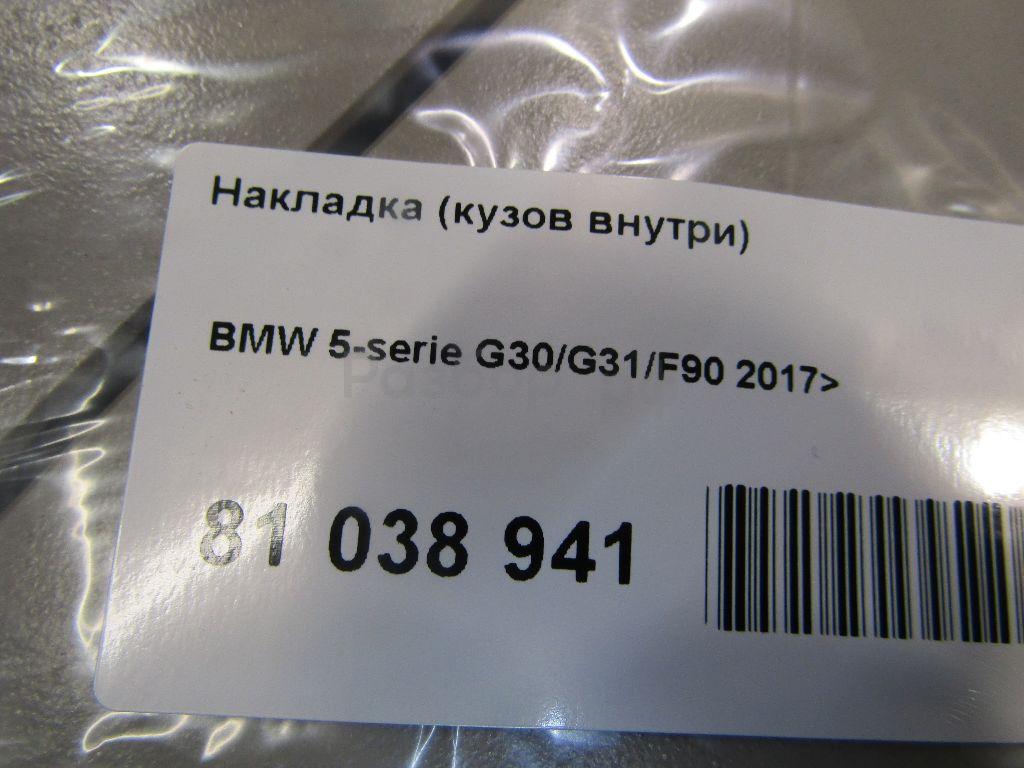 Накладка (кузов внутри)
BMW 5-serie G30/G31/F90 2017>
81 038 941